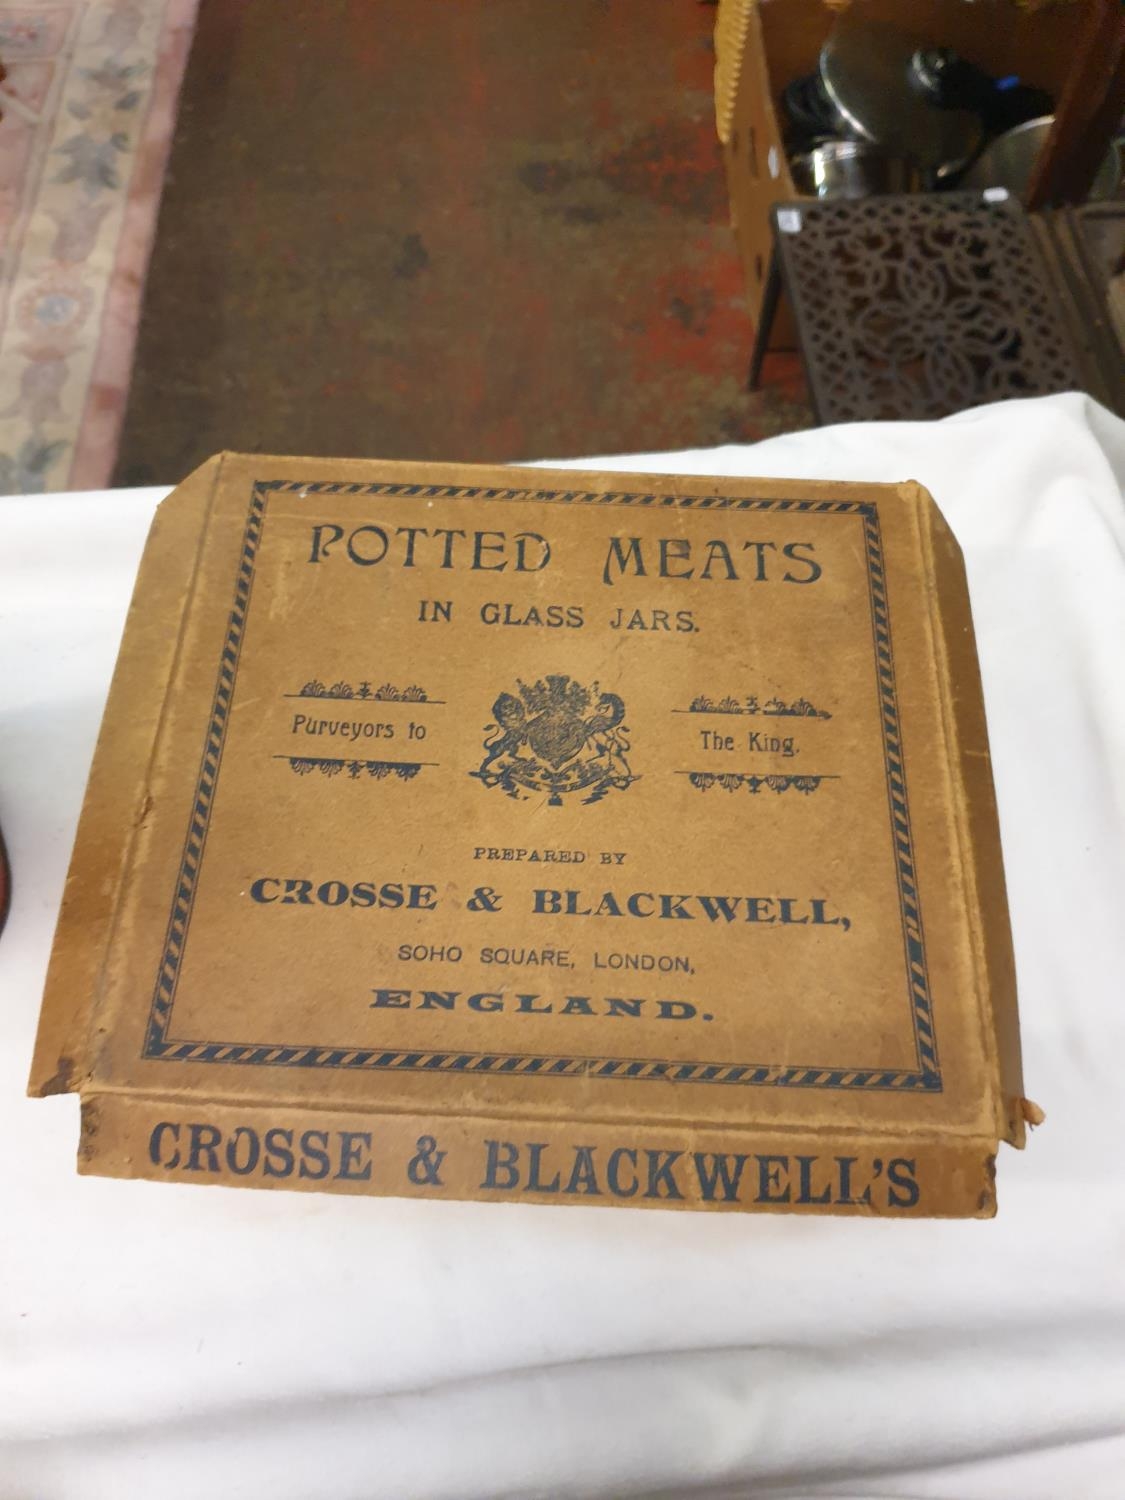 POTTED MEATS
IN GLASS JARS.
Purveyors to The King.
PREPARED BY
CROSSE & BLACKWELL,
SOHO SQUARE, LONDON,
ENGLAND.
CROSSE & BLACKWELL'S